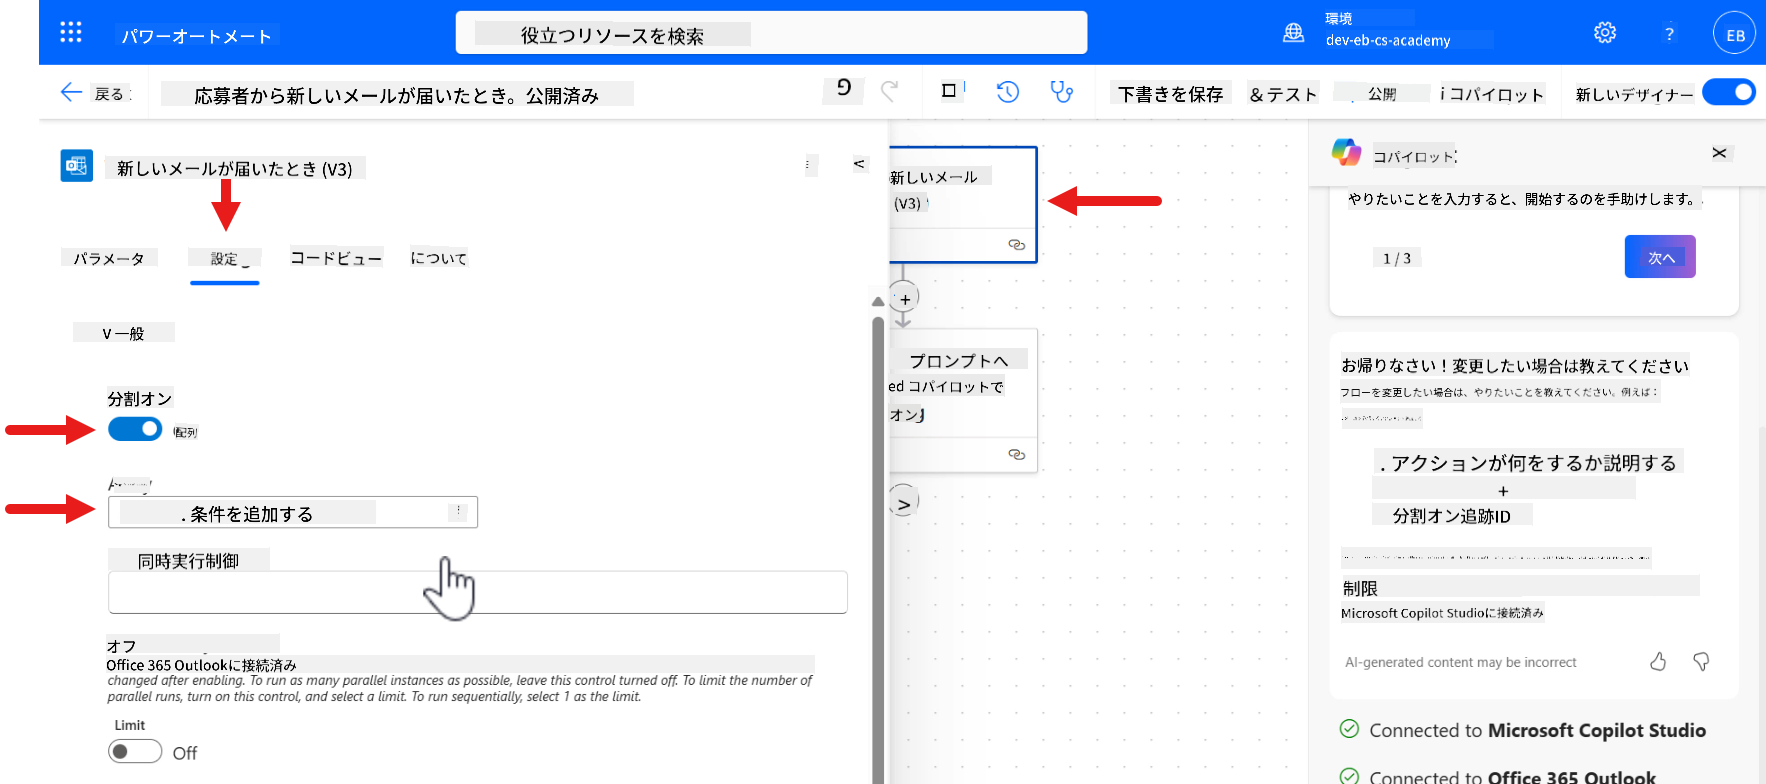 パワーオートメート
役立つリソースを検索
環境
dev-eb-cs-academy
?
EB
戻る
応募者から新しいメールが届いたとき。公開済み
下書きを保存
& テスト
公開
i コパイロット
新しいデザイナー
新しいメールが届いたとき (V3)
<
パラメータ
設定
コードビュー
について
V 一般
分割オン
配列
. 条件を追加する
同時実行制御
オフ
Office 365 Outlookに接続済み
changed after enabling. To run as many parallel instances as possible, leave this control turned off. To limit the number of
parallel runs, turn on this control, and select a limit. To run sequentially, select 1 as the limit.
Limit
Off
新しいメール
(V3)
+
プロンプトへ
ed コパイロットで
オン
>
コパイロット
やりたいことを入力すると、開始するのを手助けします。
1 / 3
次へ
お帰りなさい！変更したい場合は教えてください
フローを変更したい場合は、やりたいことを教えてください。例えば：
. アクションが何をするか説明する
+
分割オン追跡ID
制限
Microsoft Copilot Studioに接続済み
AI-generated content may be incorrect
Connected to Microsoft Copilot Studio
Connected to Office 365 Outlook